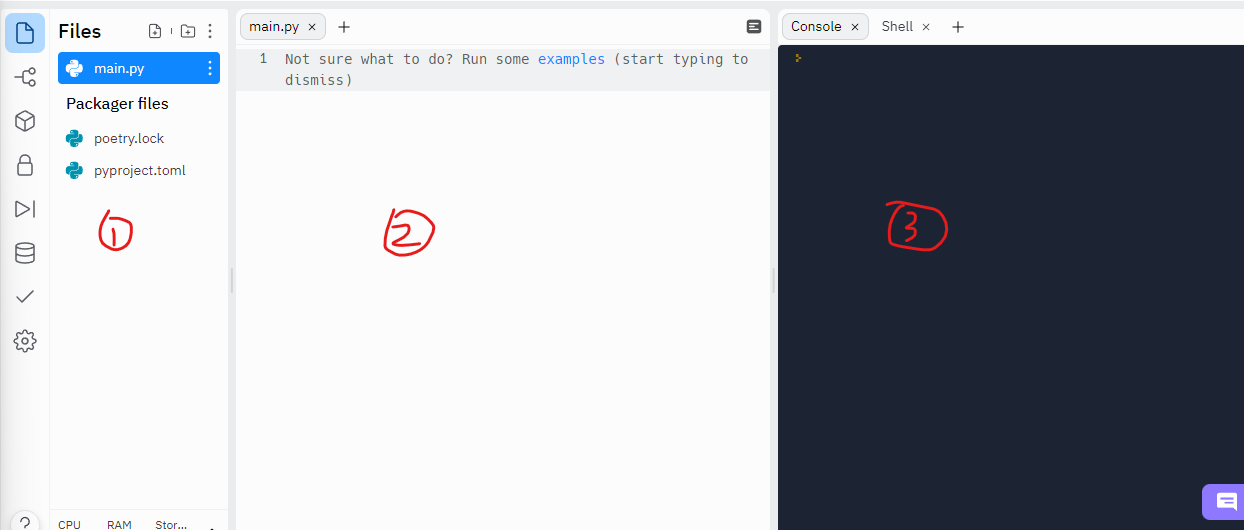 Files
main.py
Packager files
poetry.lock
pyproject.toml
1
CPU RAM Stor...
?
main.py × +
1 Not sure what to do? Run some examples (start typing to
dismiss)
2
Console × Shell × +
3